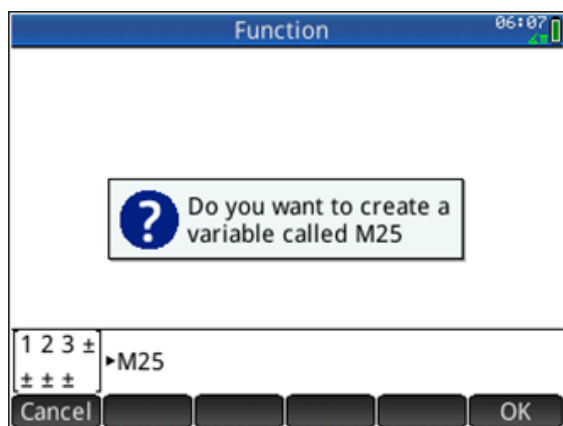 Function 06:07
∡π
Do you want to create a
variable called M25
[1 2 3 ±
± ± ±] ▶M25
Cancel OK